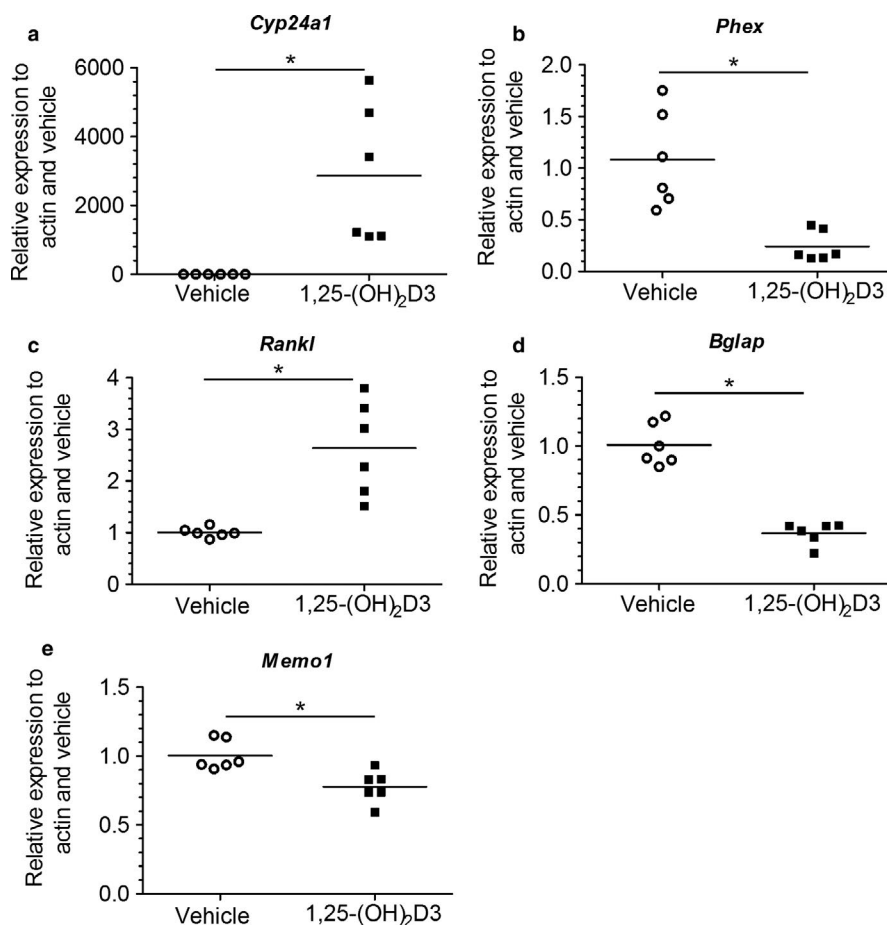 a
Cyp24a1
Relative expression to
actin and vehicle
6000
4000
2000
0
*
Vehicle
1,25-(OH)2D3
b
Phex
Relative expression to
actin and vehicle
2.0
1.5
1.0
0.5
0.0
*
Vehicle
1,25-(OH)2D3
c
Rankl
Relative expression to
actin and vehicle
4
3
2
1
0
*
Vehicle
1,25-(OH)2D3
d
Bglap
Relative expression to
actin and vehicle
1.5
1.0
0.5
0.0
*
Vehicle
1,25-(OH)2D3
e
Memo1
Relative expression to
actin and vehicle
1.5
1.0
0.5
0.0
*
Vehicle
1,25-(OH)2D3